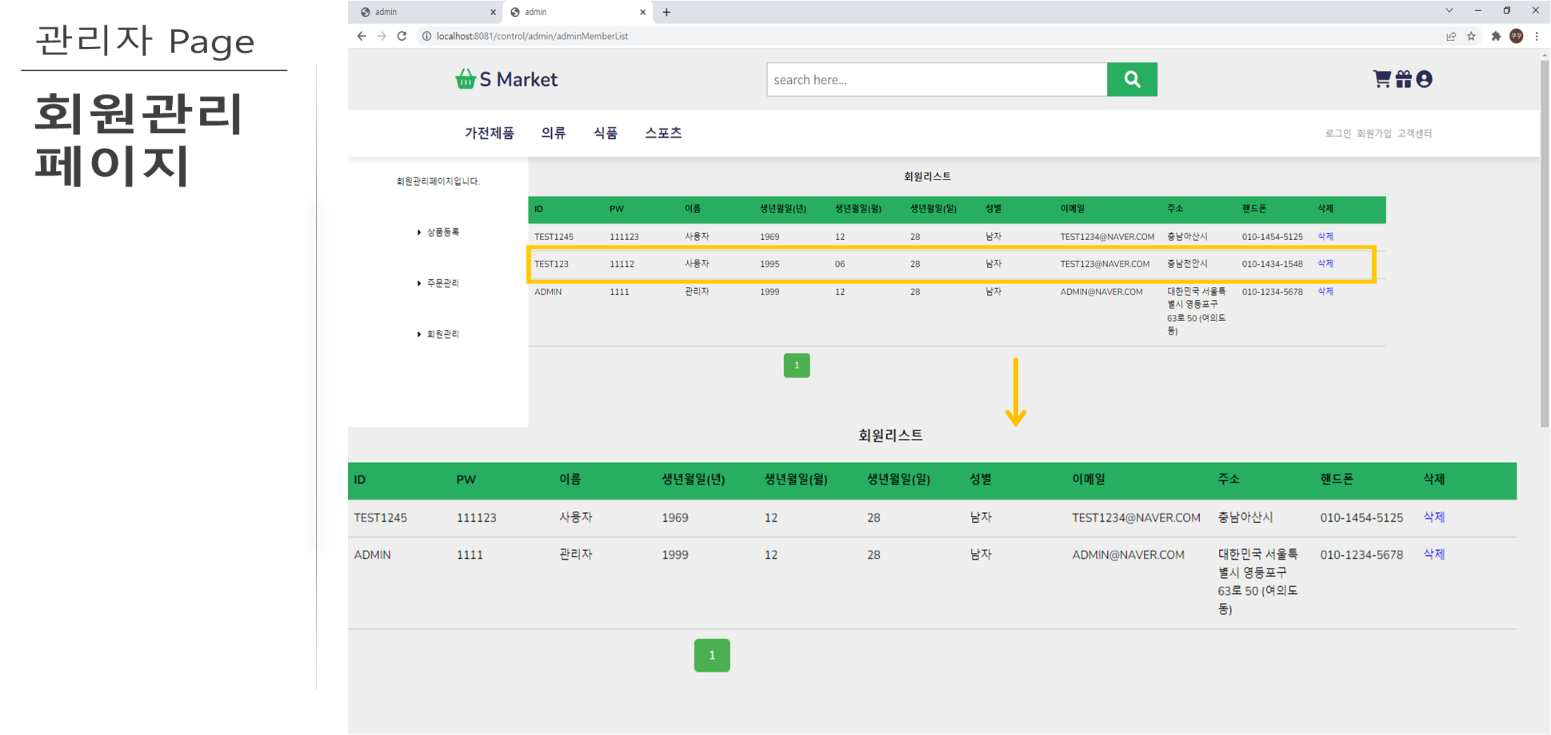 관리자 Page
회원관리
페이지
admin
admin
localhost:8081/control/admin/adminMemberList
S Market
search here...
가전제품 의류 식품 스포츠
로그인 회원가입 고객센터
회원관리페이지입니다.
상품등록
주문관리
회원관리
회원리스트
ID PW 이름 생년월일(년) 생년월일(월) 생년월일(일) 성별 이메일 주소 핸드폰 삭제
TEST1245 111123 사용자 1969 12 28 남자 TEST1234@NAVER.COM 충남아산시 010-1454-5125 삭제
TEST123 11112 사용자 1995 06 28 남자 TEST123@NAVER.COM 충남천안시 010-1434-1548 삭제
ADMIN 1111 관리자 1999 12 28 남자 ADMIN@NAVER.COM 대한민국 서울특 010-1234-5678 삭제
별시 영등포구
63로 50 (여의도
동)
1
회원리스트
ID PW 이름 생년월일(년) 생년월일(월) 생년월일(일) 성별 이메일 주소 핸드폰 삭제
TEST1245 111123 사용자 1969 12 28 남자 TEST1234@NAVER.COM 충남아산시 010-1454-5125 삭제
ADMIN 1111 관리자 1999 12 28 남자 ADMIN@NAVER.COM 대한민국 서울특 010-1234-5678 삭제
별시 영등포구
63로 50 (여의도
동)
1